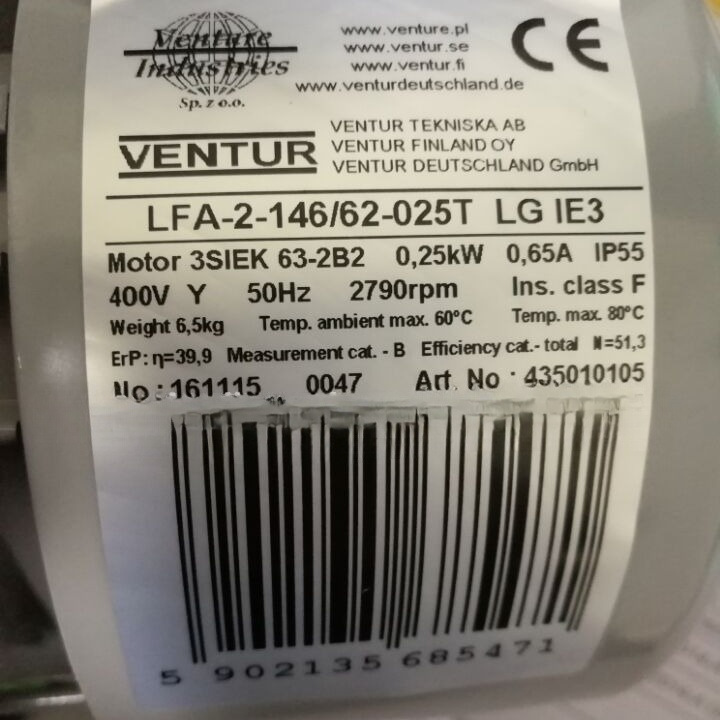 Venture
Industries
Sp. z o.o.
www.venture.pl
www.ventur.se
www.ventur.fi
www.venturdeutschland.de
CE
VENTUR
VENTUR TEKNISKA AB
VENTUR FINLAND OY
VENTUR DEUTSCHLAND GmbH
LFA-2-146/62-025T LG IE3
Motor 3SIEK 63-2B2 0,25kW 0,65A IP55
400V Y 50Hz 2790rpm Ins. class F
Weight 6,5kg Temp. ambient max. 60°C Temp. max. 80°C
ErP: η=39,9 Measurement cat. - B Efficiency cat.- total N=51,3
No : 161115 0047 Art. No : 435010105
5 902135 685471